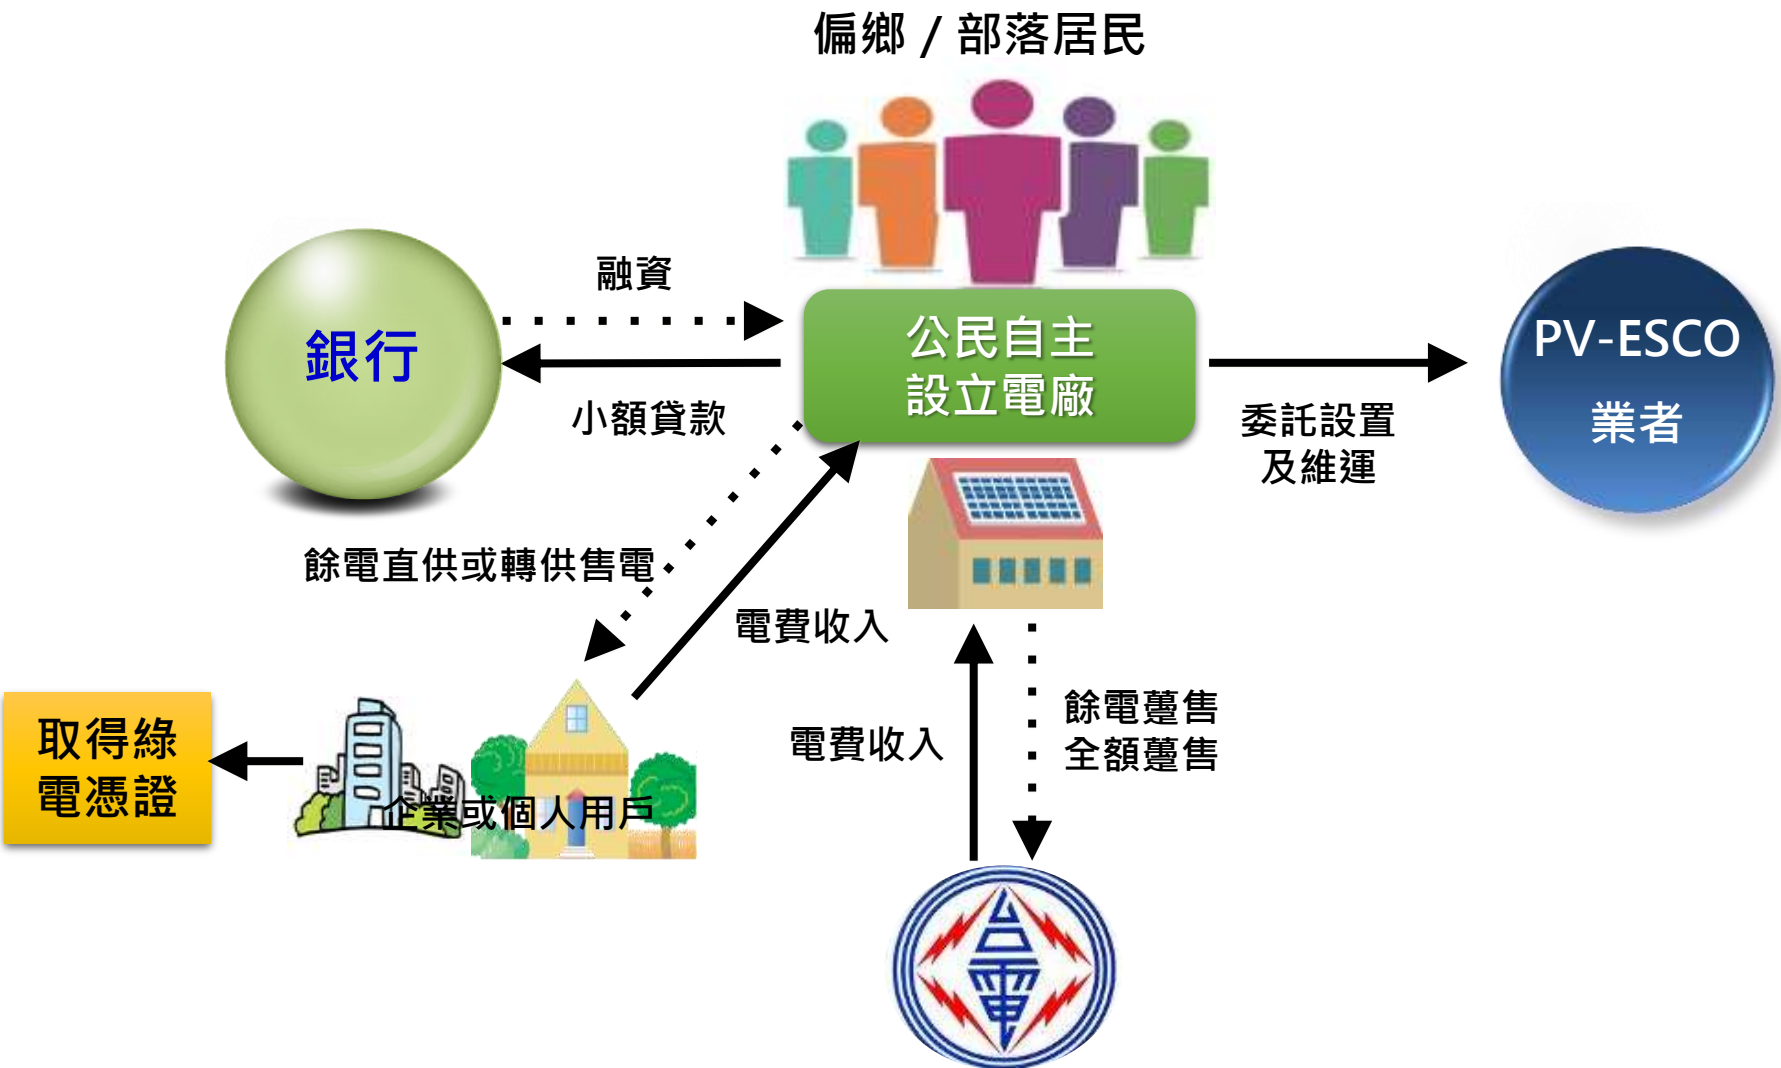 偏鄉 / 部落居民
融資
銀行
公民自主
設立電廠
PV-ESCO
業者
小額貸款
委託設置
及維運
餘電直供或轉供售電
電費收入
取得綠
電憑證
企業或個人用戶
電費收入
餘電躉售
全額躉售
台電